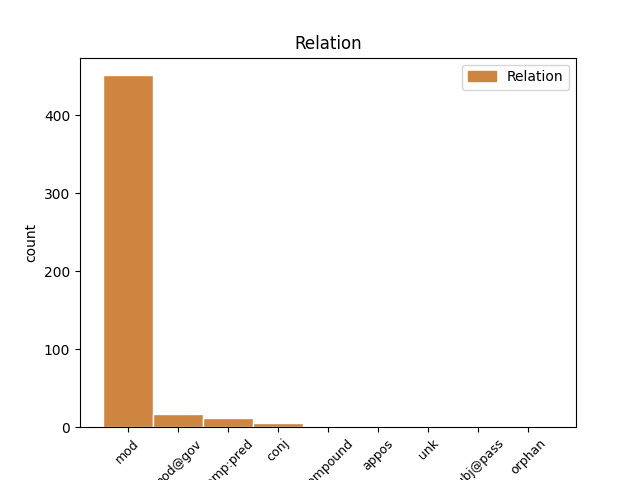 Relation
Relation
count
400
300
200
100
0
mod
od@gov
mp:pred
conj
mpound
appos
unk
bj@pass
orphan